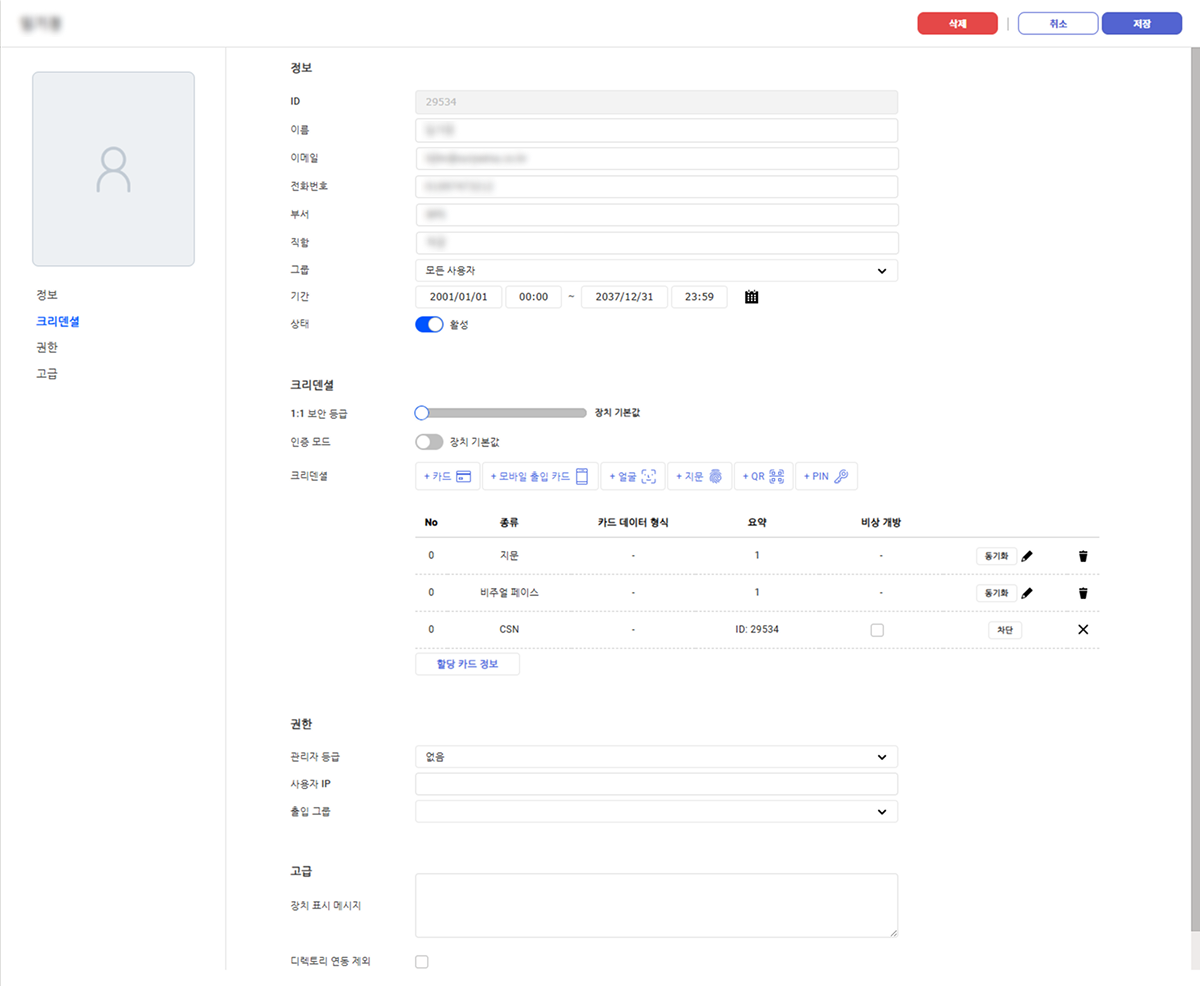 삭제 | 취소 저장
정보
ID 29534
이름
이메일
전화번호
부서
직함
그룹 모든 사용자
기간 2001/01/01 00:00 ~ 2037/12/31 23:59
상태 활성
정보
크리덴셜
권한
고급
크리덴셜
1:1 보안 등급 장치 기본값
인증 모드 장치 기본값
크리덴셜 + 카드 + 모바일 출입 카드 + 얼굴 + 지문 + QR + PIN
No 종류 카드 데이터 형식 요약 비상 개방
0 지문 - 1 - 동기화
0 비주얼 페이스 - 1 - 동기화
0 CSN - ID: 29534 차단
할당 카드 정보
권한
관리자 등급 없음
사용자 IP
출입 그룹
고급
장치 표시 메시지
디렉토리 연동 제외